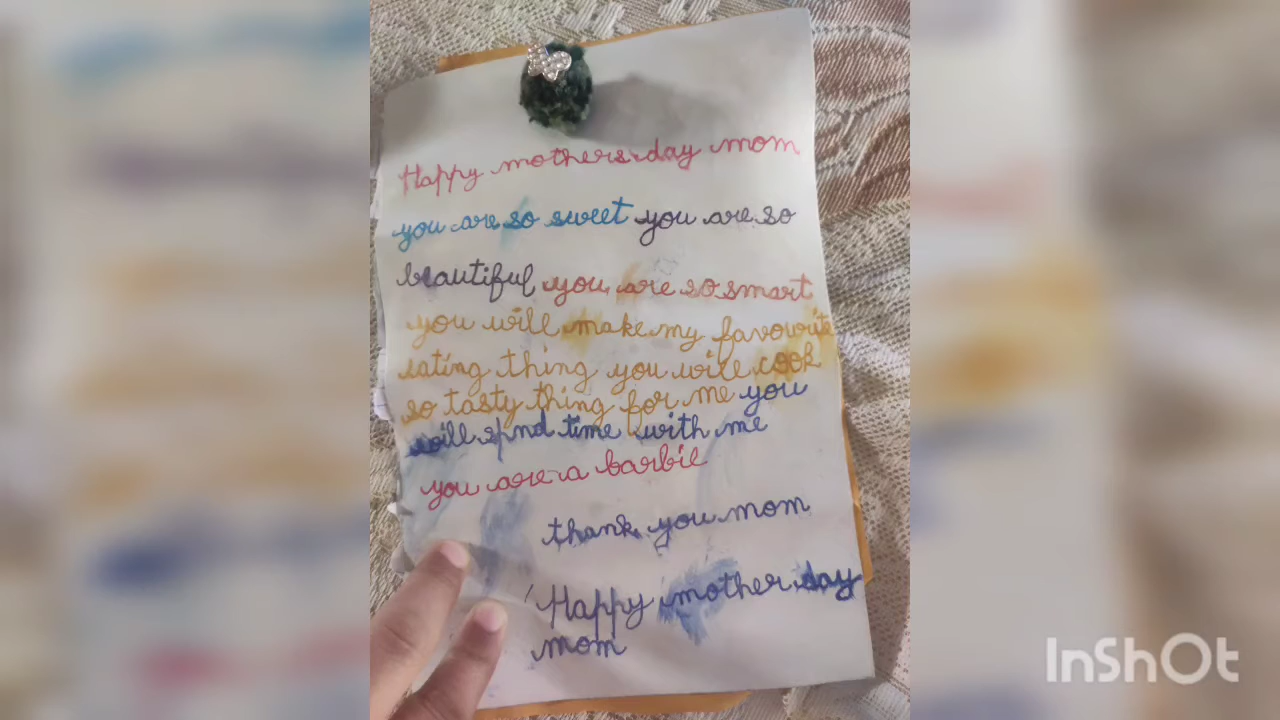 Happy mothers day mom
you are so sweet you are so
beautiful you are so smart
you will make my favourite
eating thing you will cook
so tasty thing for me you
will spnd time with me
you are a barbie
thank you mom
Happy mother day
mom
InShOt